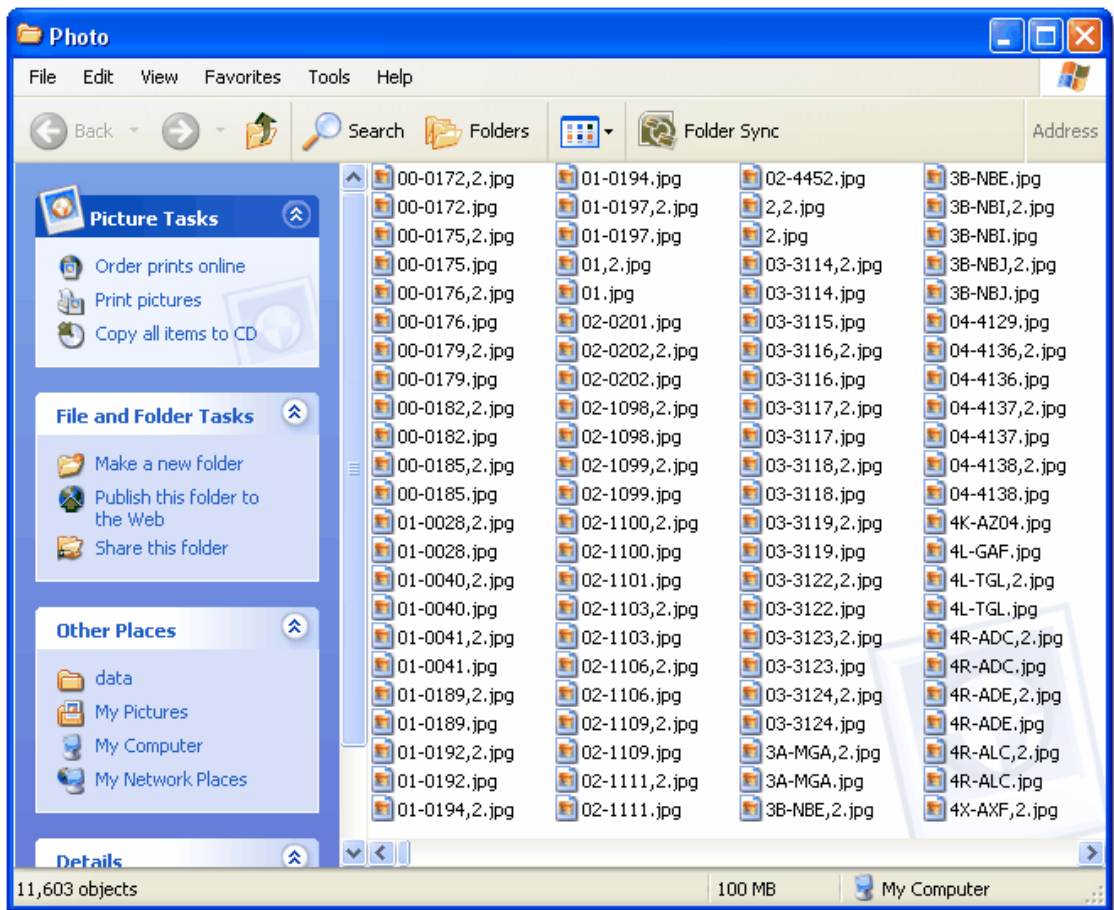 Photo
File Edit View Favorites Tools Help
Back Search Folders Folder Sync Address
Picture Tasks
Order prints online
Print pictures
Copy all items to CD
File and Folder Tasks
Make a new folder
Publish this folder to
the Web
Share this folder
Other Places
data
My Pictures
My Computer
My Network Places
Details
00-0172,2.jpg
00-0172.jpg
00-0175,2.jpg
00-0175.jpg
00-0176,2.jpg
00-0176.jpg
00-0179,2.jpg
00-0179.jpg
00-0182,2.jpg
00-0182.jpg
00-0185,2.jpg
00-0185.jpg
01-0028,2.jpg
01-0028.jpg
01-0040,2.jpg
01-0040.jpg
01-0041,2.jpg
01-0041.jpg
01-0189,2.jpg
01-0189.jpg
01-0192,2.jpg
01-0192.jpg
01-0194,2.jpg
01-0194.jpg
01-0197,2.jpg
01-0197.jpg
01,2.jpg
01.jpg
02-0201.jpg
02-0202,2.jpg
02-0202.jpg
02-1098,2.jpg
02-1098.jpg
02-1099,2.jpg
02-1099.jpg
02-1100,2.jpg
02-1100.jpg
02-1101.jpg
02-1103,2.jpg
02-1103.jpg
02-1106,2.jpg
02-1106.jpg
02-1109,2.jpg
02-1109.jpg
02-1111,2.jpg
02-1111.jpg
02-4452.jpg
2,2.jpg
2.jpg
03-3114,2.jpg
03-3114.jpg
03-3115.jpg
03-3116,2.jpg
03-3116.jpg
03-3117,2.jpg
03-3117.jpg
03-3118,2.jpg
03-3118.jpg
03-3119,2.jpg
03-3119.jpg
03-3122,2.jpg
03-3122.jpg
03-3123,2.jpg
03-3123.jpg
03-3124,2.jpg
03-3124.jpg
3A-MGA,2.jpg
3A-MGA.jpg
3B-NBE,2.jpg
3B-NBE.jpg
3B-NBI,2.jpg
3B-NBI.jpg
3B-NBJ,2.jpg
3B-NBJ.jpg
04-4129.jpg
04-4136,2.jpg
04-4136.jpg
04-4137,2.jpg
04-4137.jpg
04-4138,2.jpg
04-4138.jpg
4K-AZ04.jpg
4L-GAF.jpg
4L-TGL,2.jpg
4L-TGL.jpg
4R-ADC,2.jpg
4R-ADC.jpg
4R-ADE,2.jpg
4R-ADE.jpg
4R-ALC,2.jpg
4R-ALC.jpg
4X-AXF,2.jpg
11,603 objects 100 MB My Computer